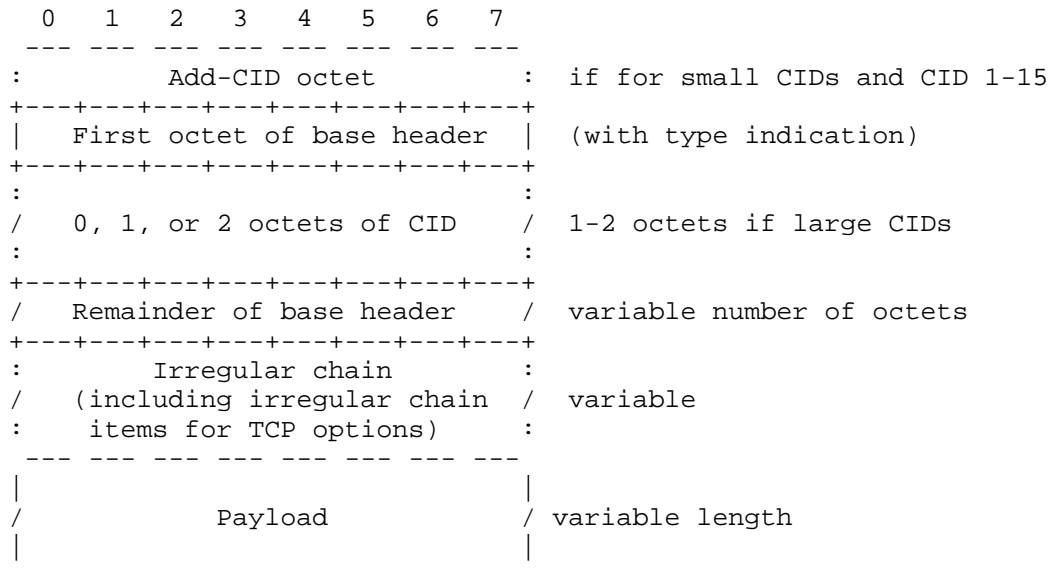 0   1   2   3   4   5   6   7
 --- --- --- --- --- --- --- ---
:         Add-CID octet         :  if for small CIDs and CID 1-15
+---+---+---+---+---+---+---+---+
|   First octet of base header  |  (with type indication)
+---+---+---+---+---+---+---+---+
:                               :
/   0, 1, or 2 octets of CID    /  1-2 octets if large CIDs
:                               :
+---+---+---+---+---+---+---+---+
/   Remainder of base header    /  variable number of octets
+---+---+---+---+---+---+---+---+
:        Irregular chain        :
/   (including irregular chain  /  variable
:    items for TCP options)     :
 --- --- --- --- --- --- --- ---
|                               |
/            Payload            / variable length
|                               |